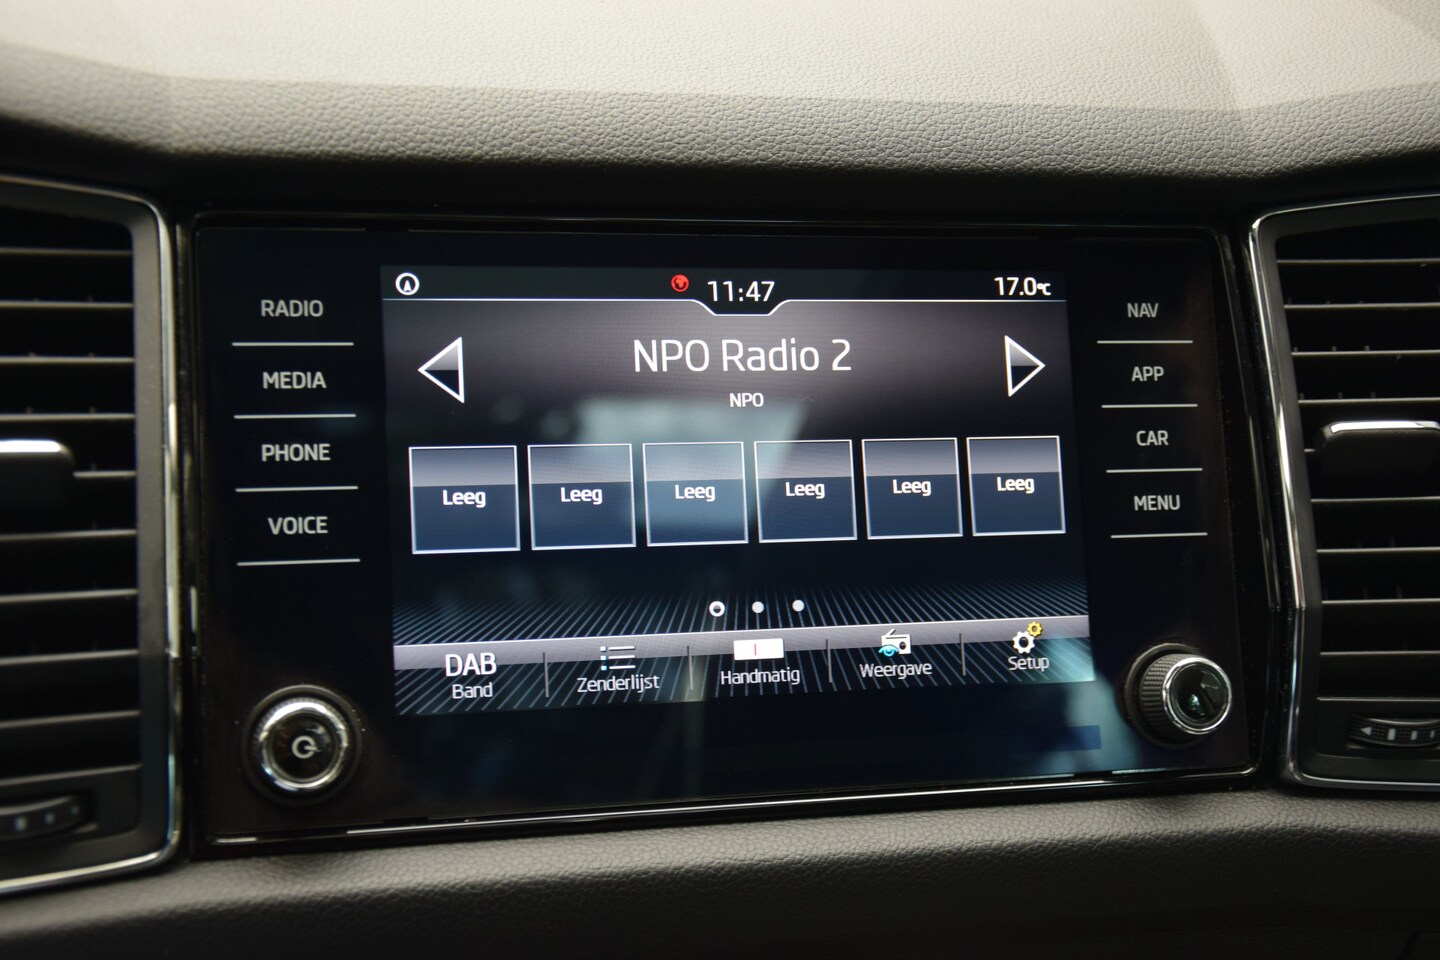 RADIO
MEDIA
PHONE
VOICE
11:47
17.0°C
NPO Radio 2
NPO
Leeg Leeg Leeg Leeg Leeg Leeg
DAB
Band
Zenderlijst
Handmatig
Weergave
Setup
NAV
APP
CAR
MENU